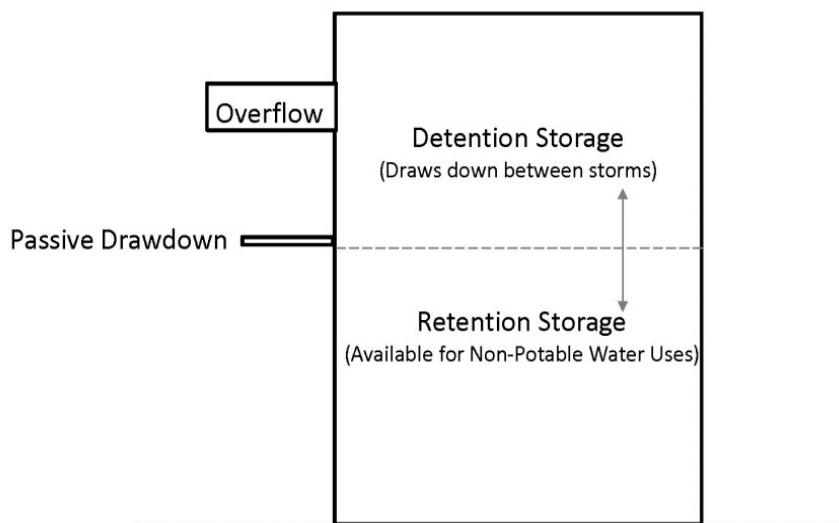 Overflow
Detention Storage
(Draws down between storms)
Passive Drawdown
Retention Storage
(Available for Non-Potable Water Uses)